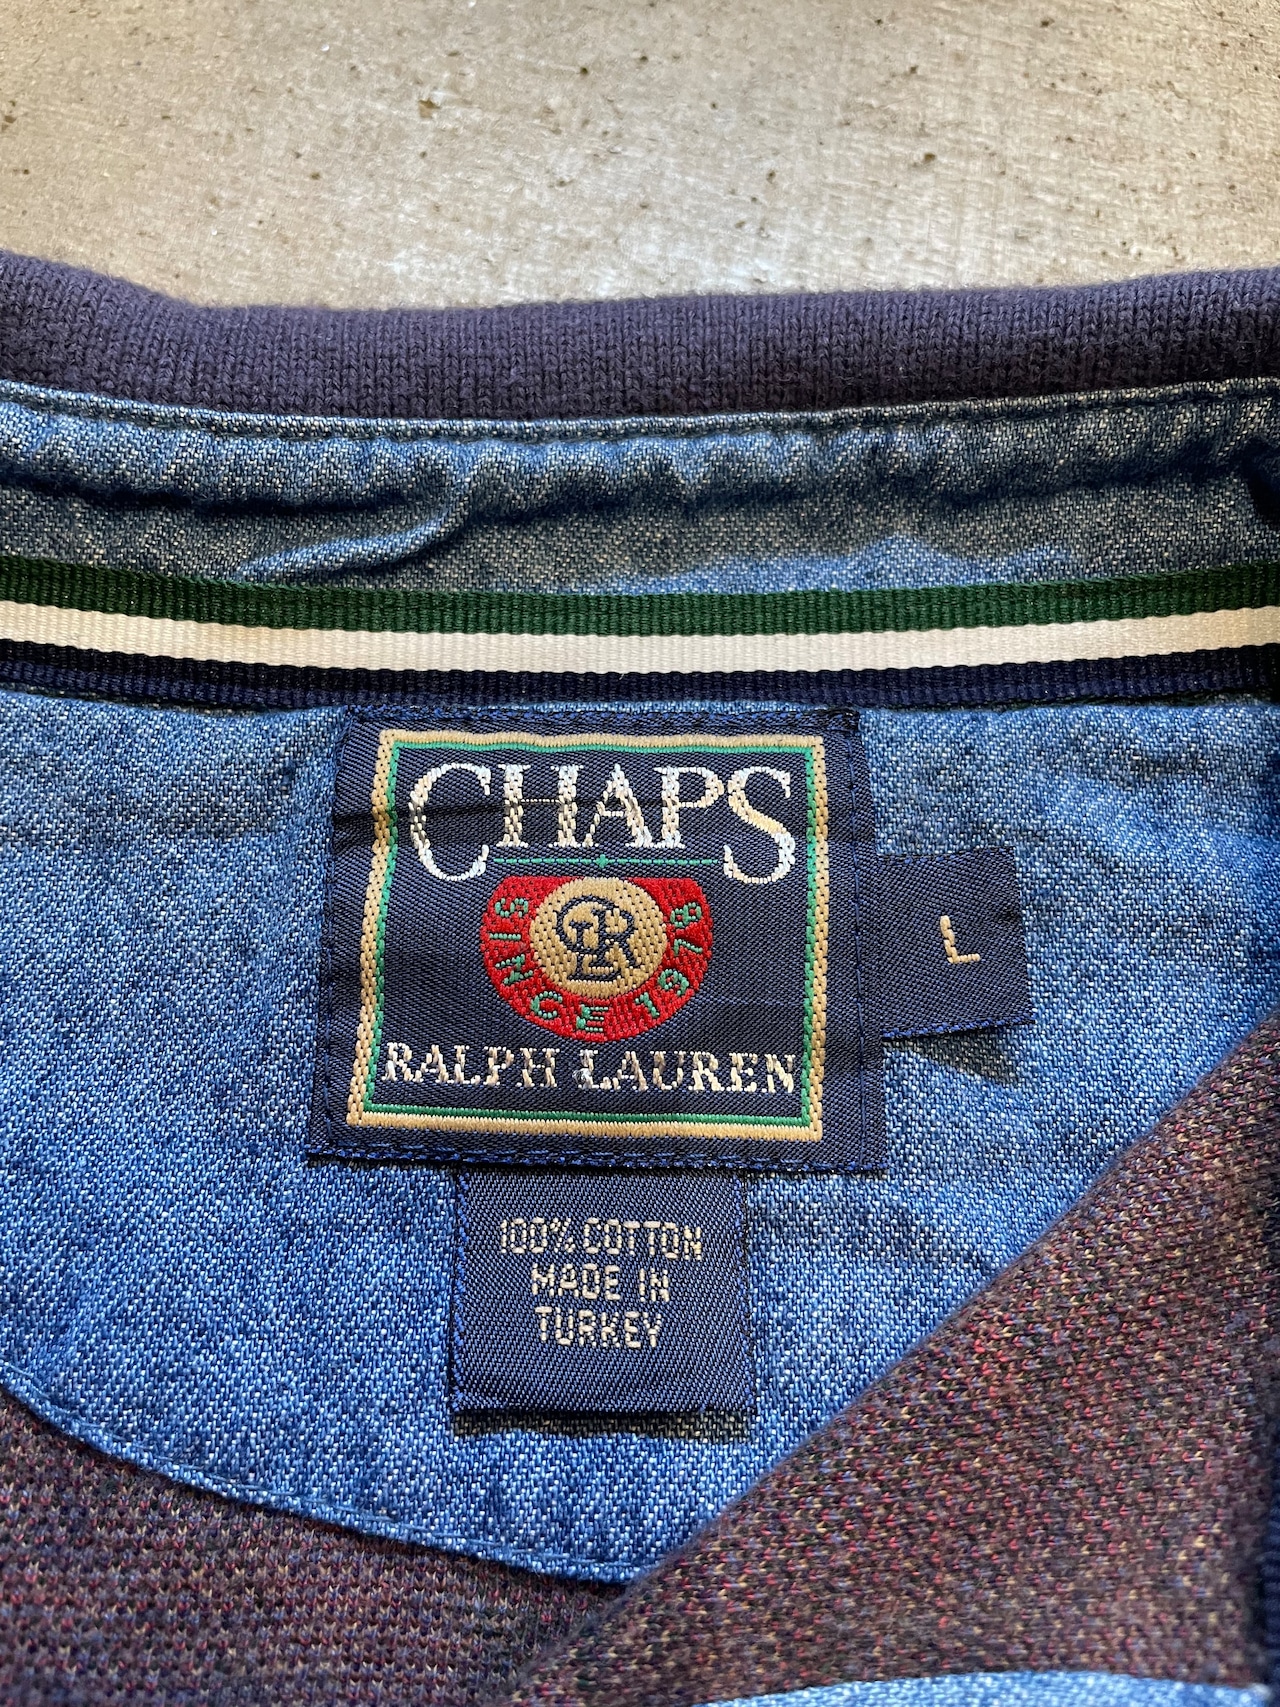 CHAPS
SINCE 1978
RALPH LAUREN
L
100% COTTON
MADE IN
TURKEY